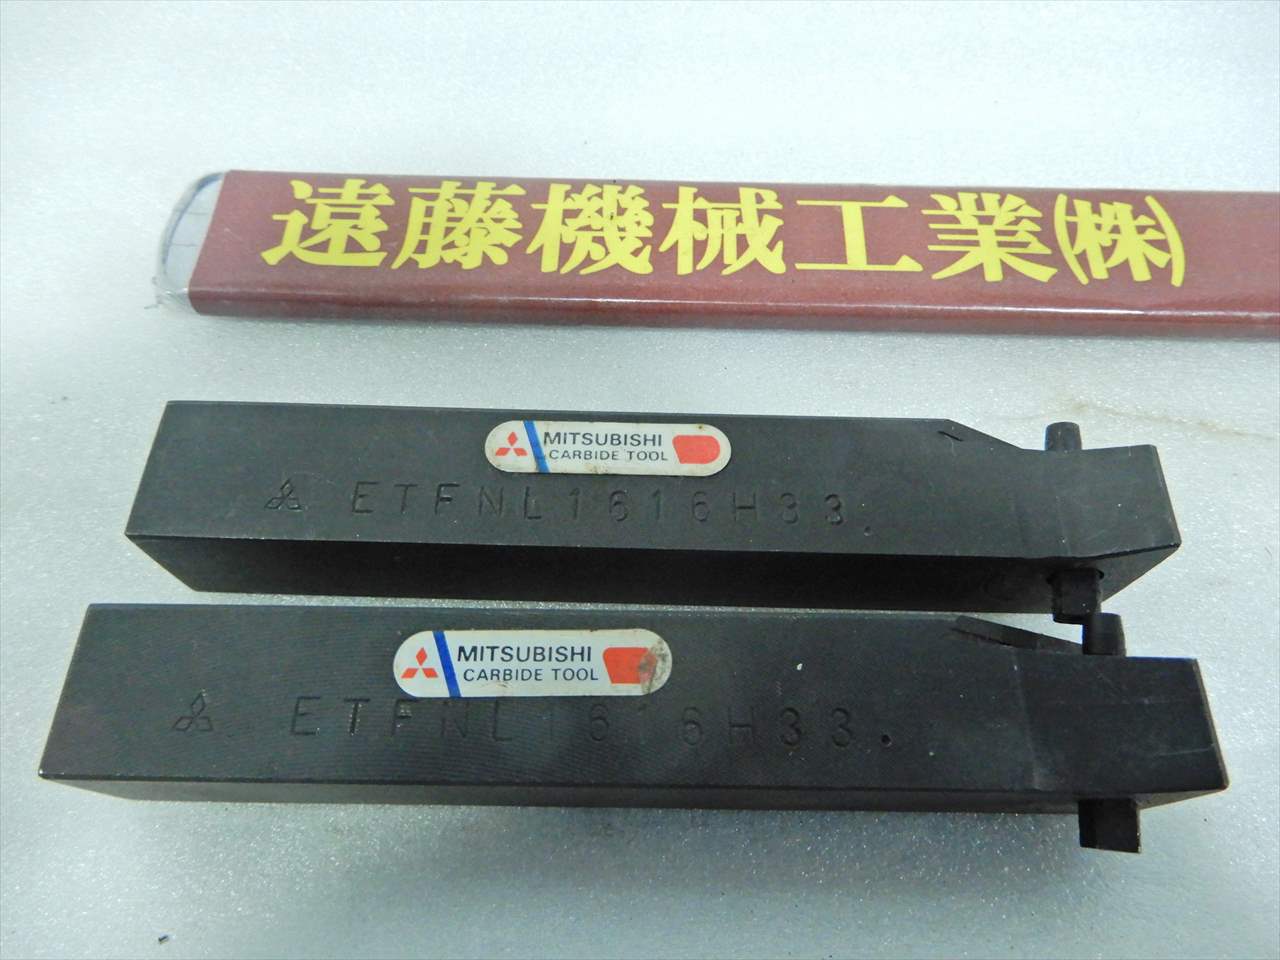 遠藤機械工業㈱
MITSUBISHI
CARBIDE TOOL
ETFNL1616H33
MITSUBISHI
CARBIDE TOOL
ETFNL1616H33